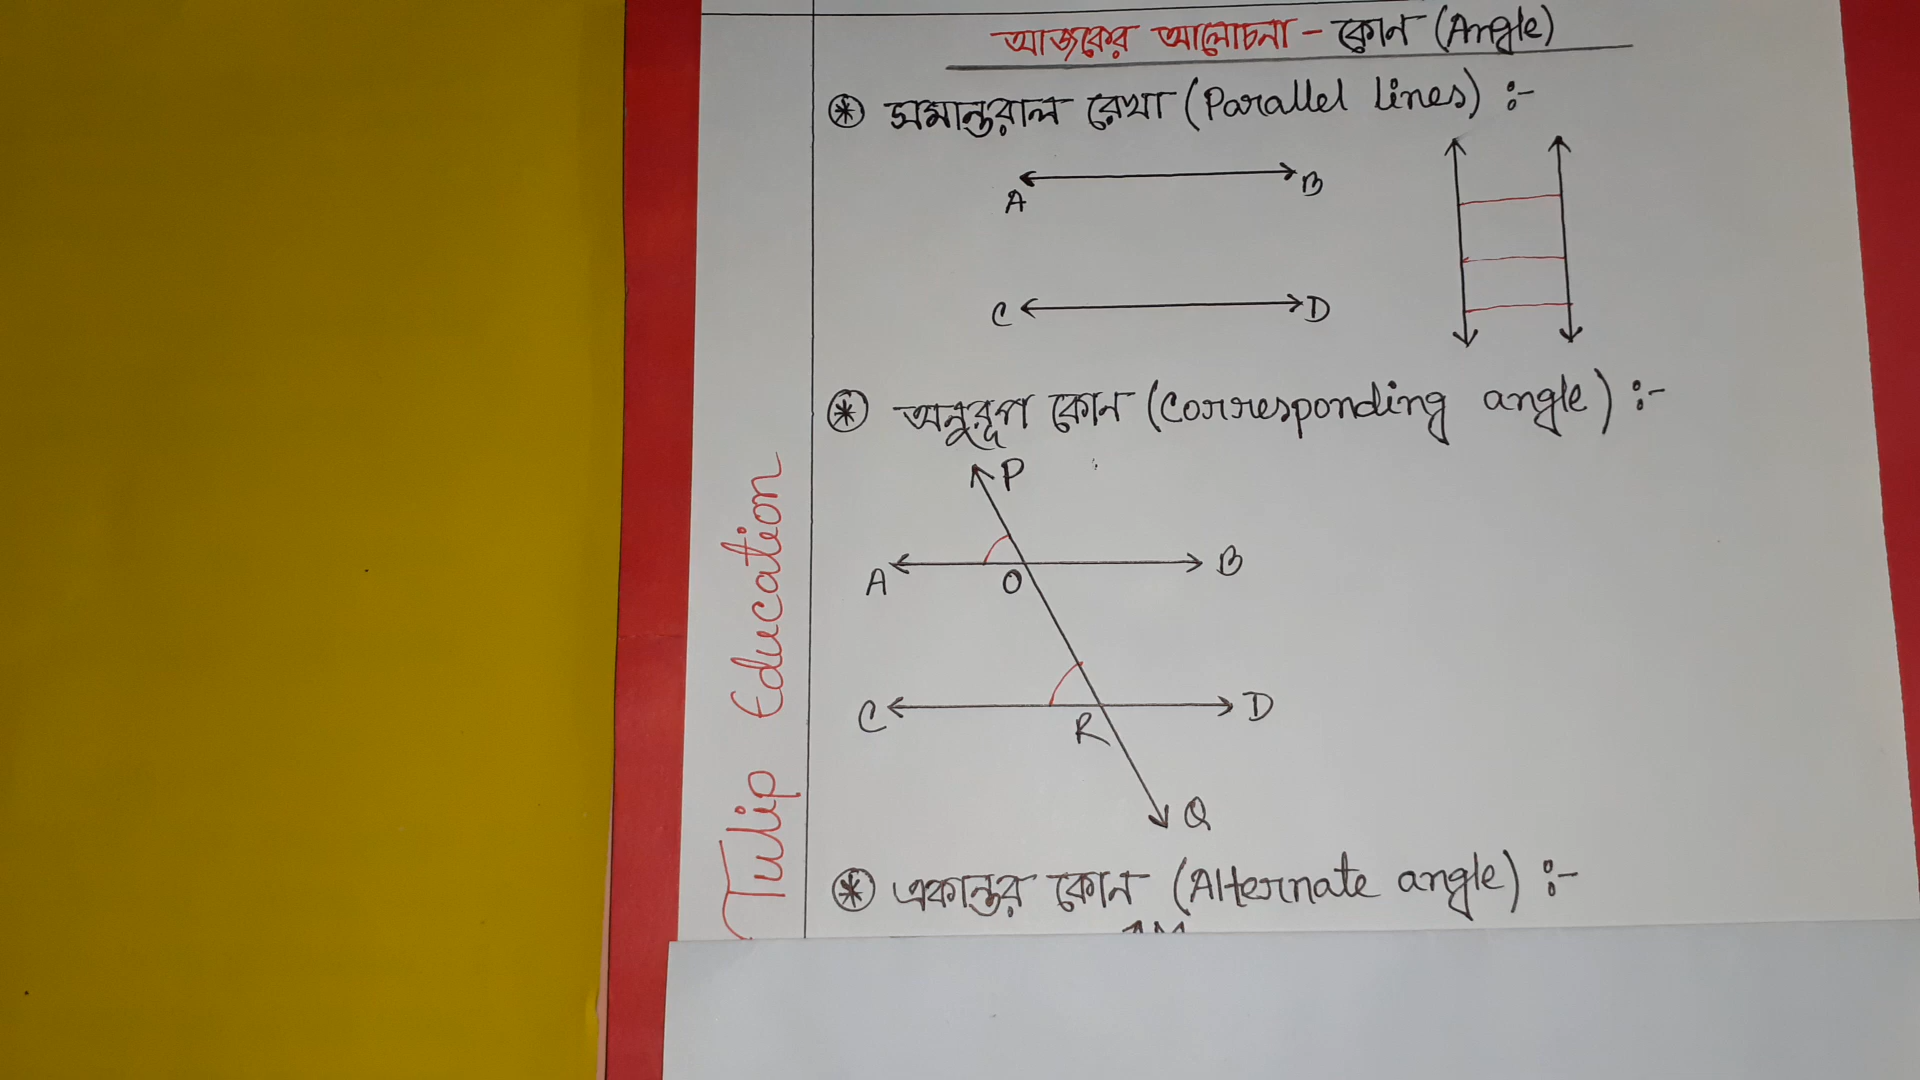 আজকের আলোচনা - কোন (Angle)
⊛ সমান্তরাল রেখা (Parallel lines) :-
A B
C D
⊛ অনুরূপ কোন (Corresponding angle) :-
P
A O B
C R D
Q
⊛ একান্তর কোন (Alternate angle) :-
Tulip Education